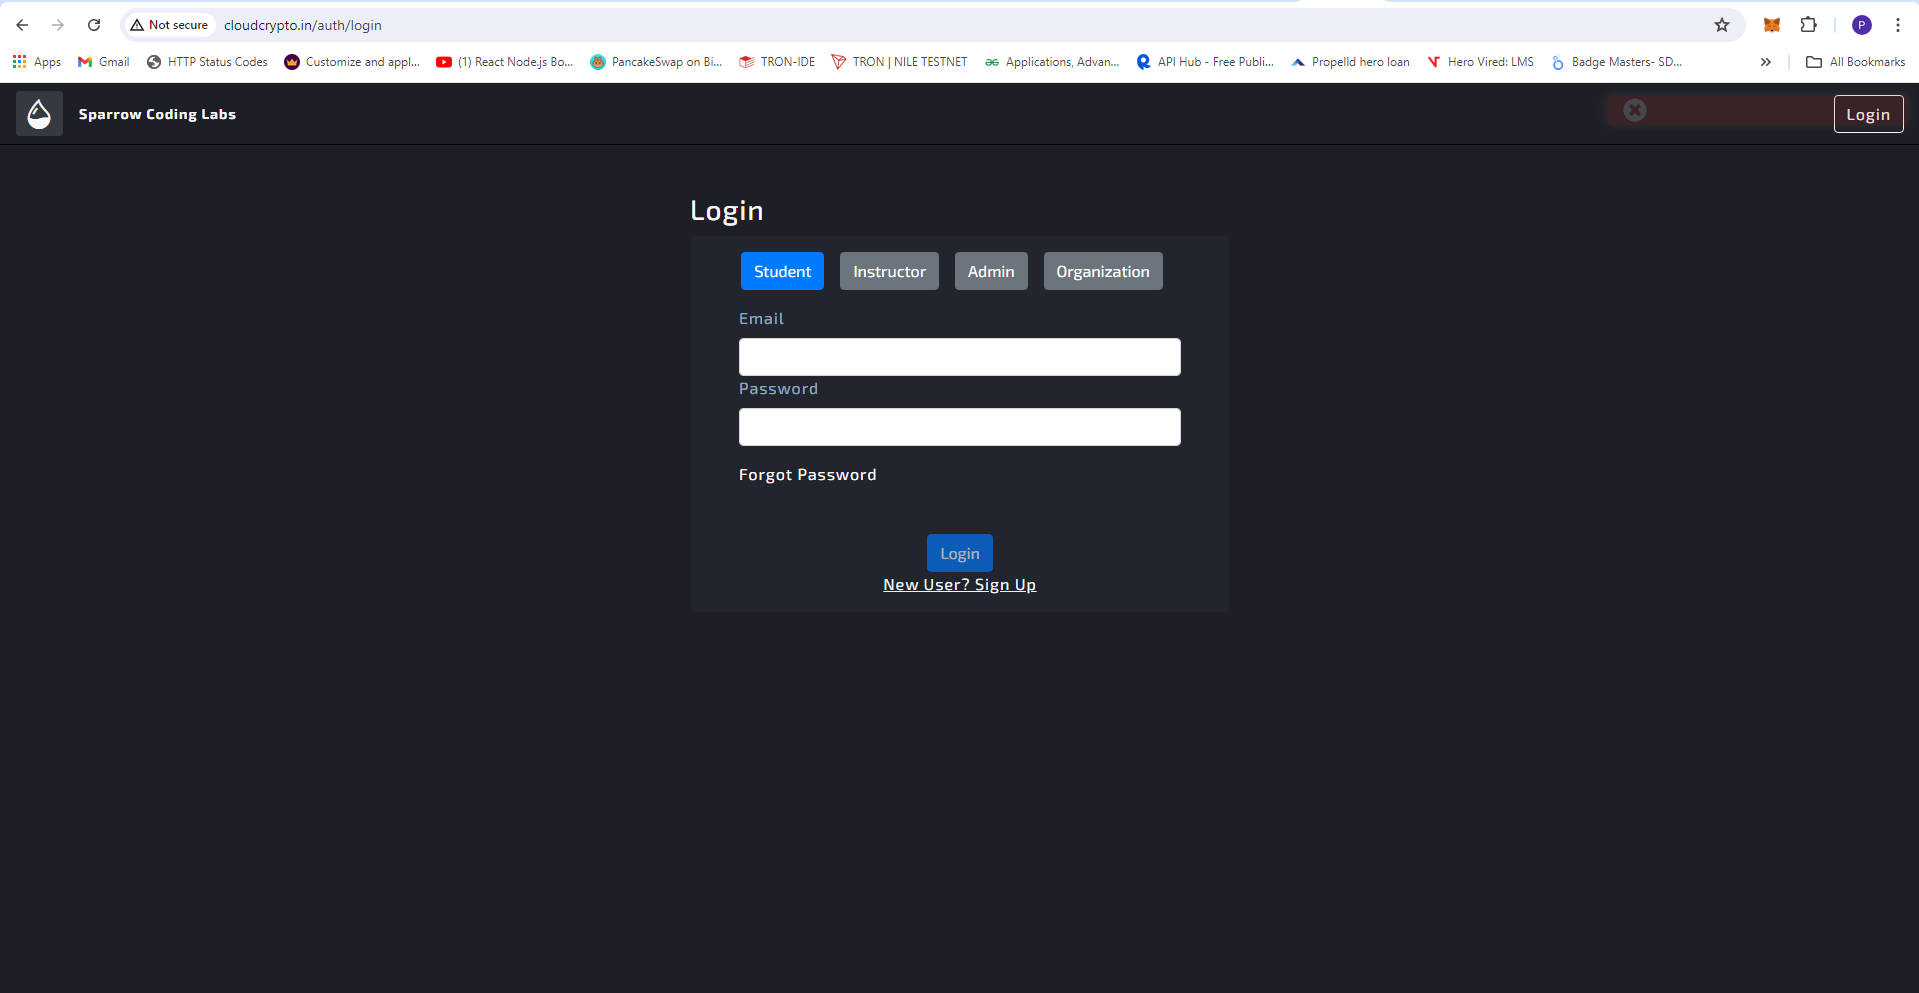 Not secure cloudcrypto.in/auth/login P
Apps Gmail HTTP Status Codes Customize and appl... (1) React Node.js Bo... PancakeSwap on Bi... TRON-IDE TRON | NILE TESTNET Applications, Advan... API Hub - Free Publi... Propelld hero loan Hero Vired: LMS Badge Masters- SD... » All Bookmarks
Sparrow Coding Labs Login
Login
Student Instructor Admin Organization
Email
Password
Forgot Password
Login
New User? Sign Up